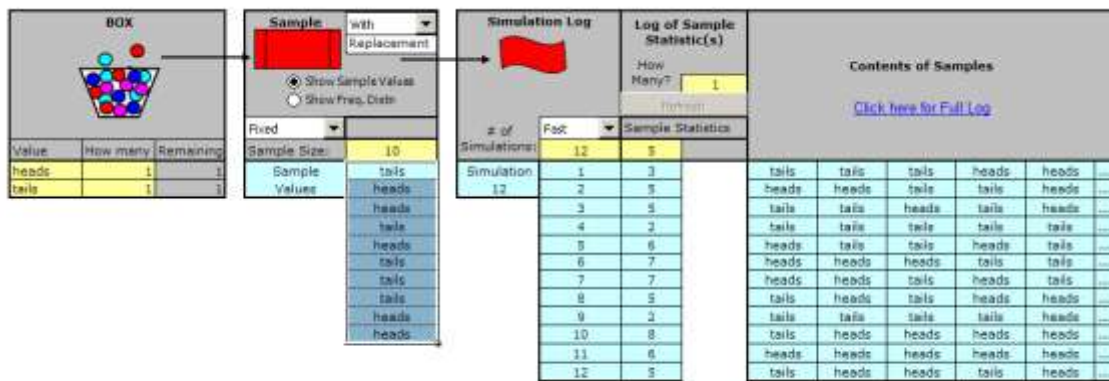 BOX
Value How many Remaining
heads 1 1
tails 1 1
Sample With
Replacement
Show Sample Values
Show Freq. Distn
Fixed
Sample Size: 10
Sample tails
Values heads
heads
tails
heads
tails
tails
tails
heads
heads
Simulation Log
# of
Simulations:
Fast
12
Simulation
12
Log of Sample
Statistic(s)
How
Many? 1
Refresh
Sample Statistics
5
Contents of Samples
Click here for Full Log
1 3 tails tails tails heads heads ...
2 5 heads heads tails tails heads ...
3 5 tails tails heads tails heads ...
4 2 tails tails tails tails tails ...
5 6 heads tails tails heads tails ...
6 7 tails heads heads tails tails ...
7 7 heads heads tails heads tails ...
8 5 tails heads tails tails heads ...
9 2 tails heads tails tails heads ...
10 8 tails heads heads heads heads ...
11 6 heads heads tails heads heads ...
12 5 tails heads heads tails heads ...